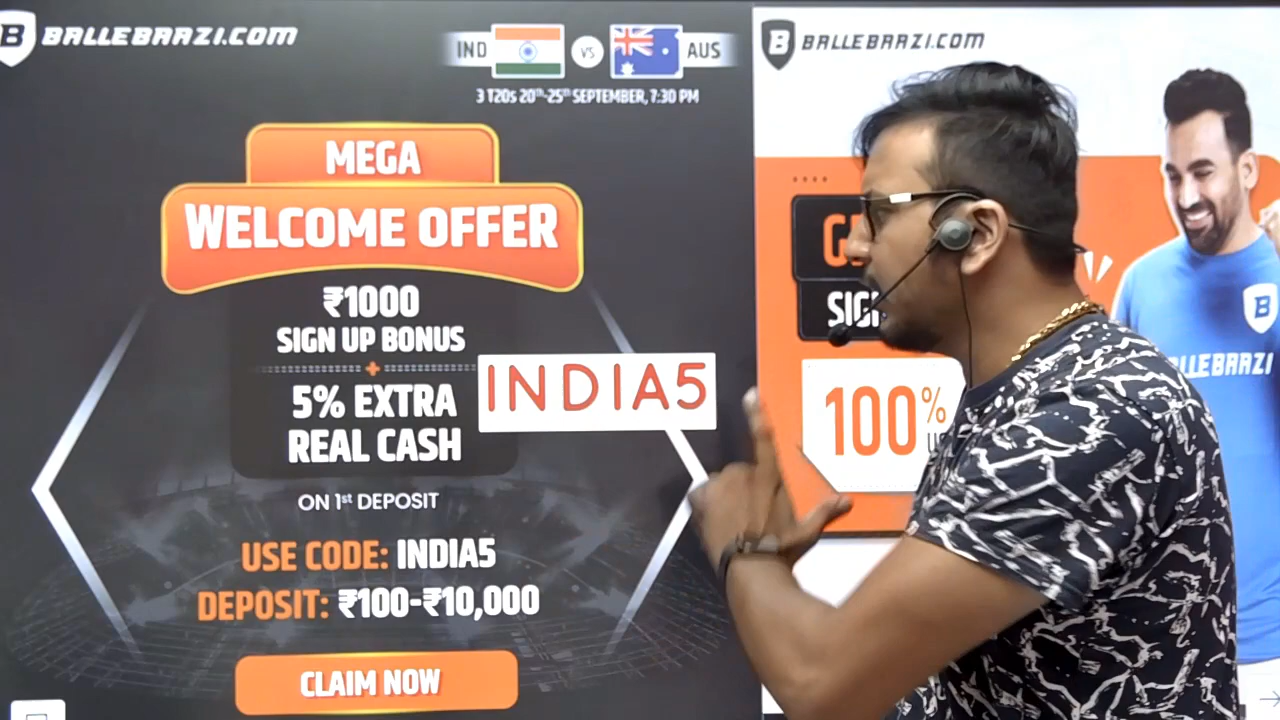 B BALLEBAAZI.COM
IND VS AUS
3 T20s 20th-25th SEPTEMBER, 7:30 PM
MEGA
WELCOME OFFER
₹1000
SIGN UP BONUS
+
5% EXTRA
REAL CASH
INDIA5
ON 1st DEPOSIT
USE CODE: INDIA5
DEPOSIT: ₹100-₹10,000
CLAIM NOW
B BALLEBAAZI.COM
100%
B